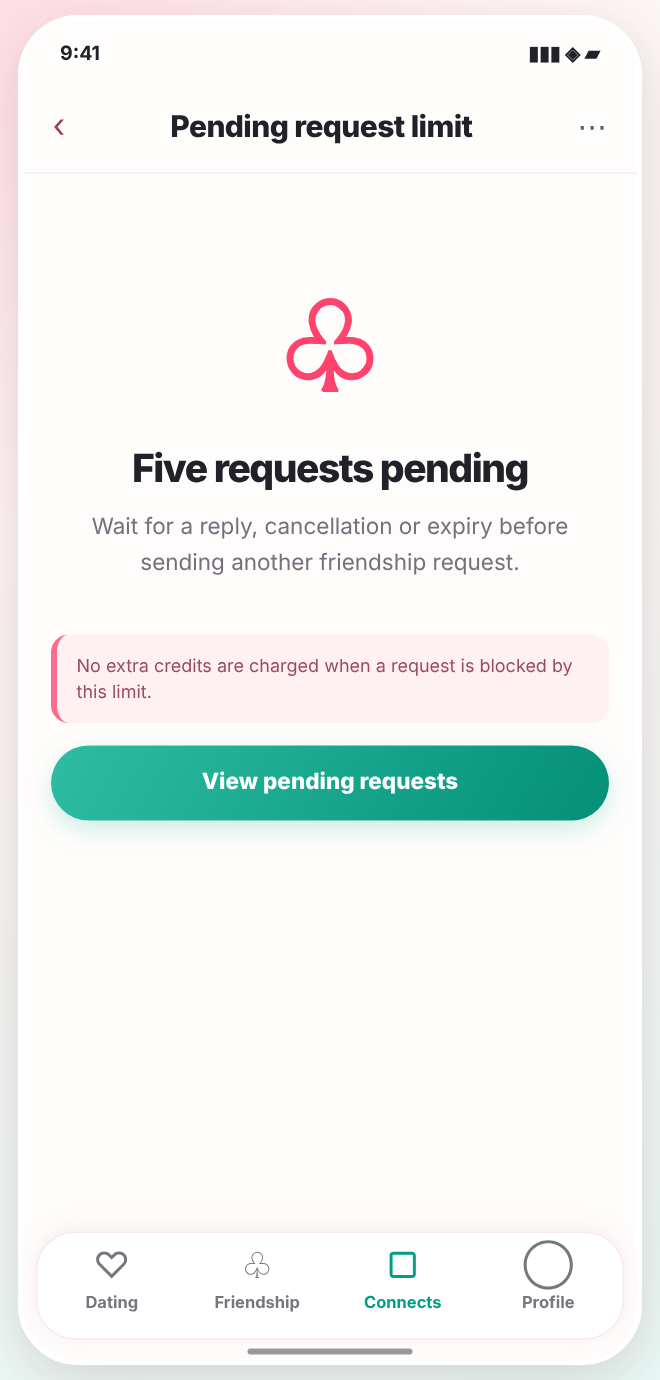 9:41
Pending request limit
Five requests pending
Wait for a reply, cancellation or expiry before
sending another friendship request.
No extra credits are charged when a request is blocked by
this limit.
View pending requests
Dating
Friendship
Connects
Profile